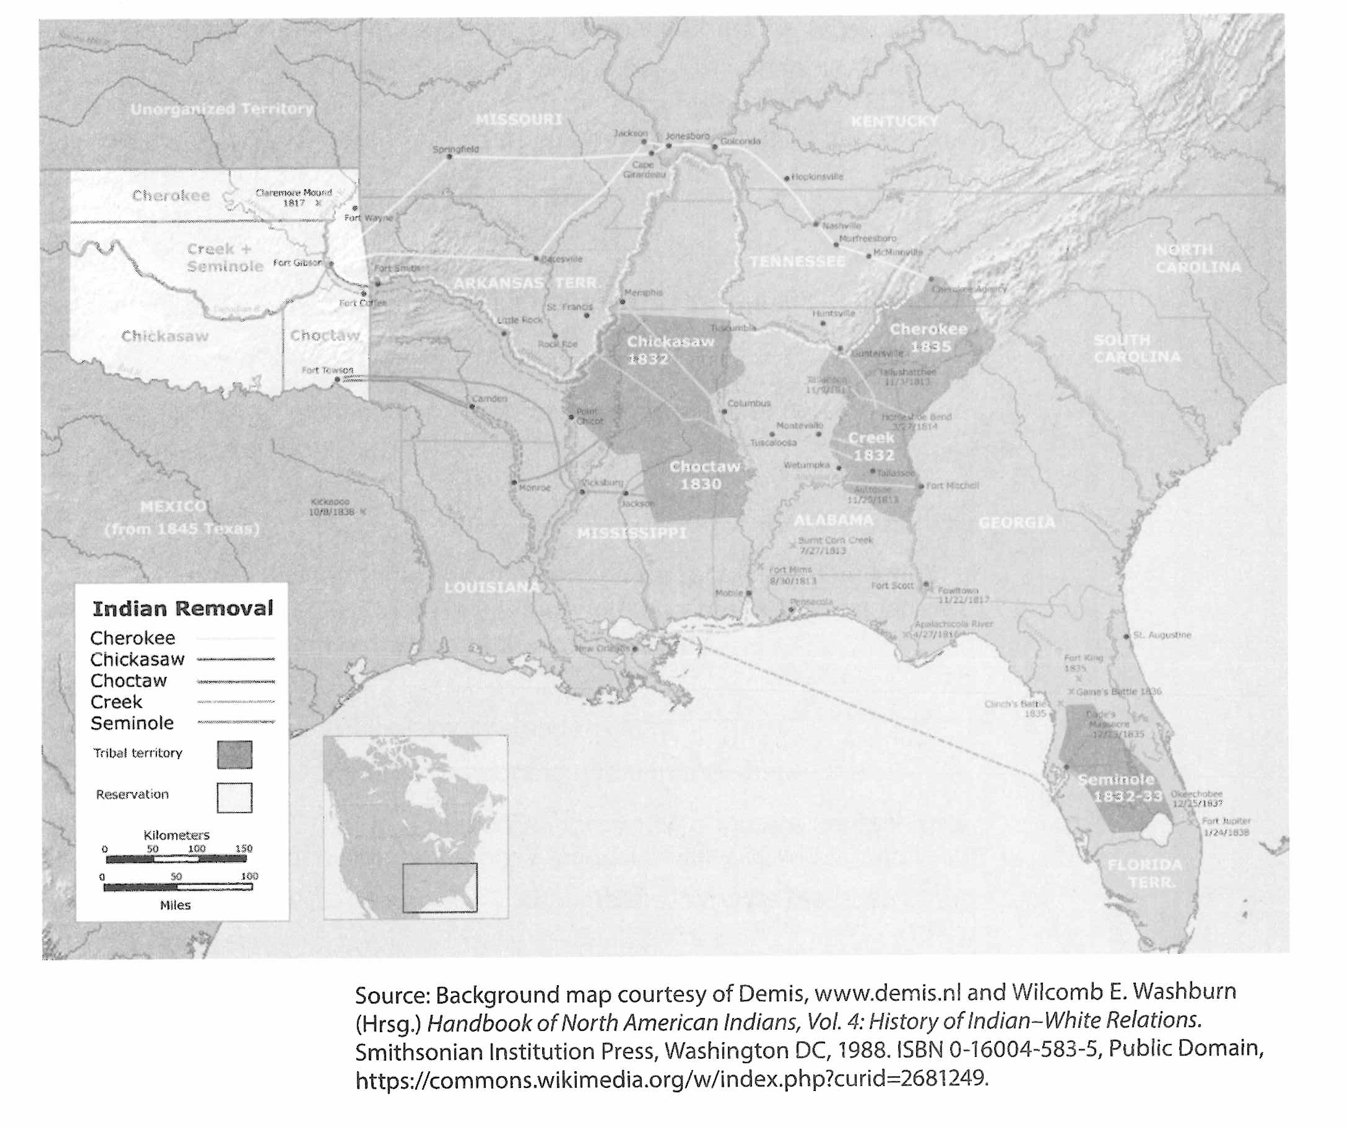 Unorganized Territory
MISSOURI
KENTUCKY
Jackson
Jonesboro
Golconda
Springfield
Cape
Girardeau
Hopkinsville
Cherokee
Claremore Mound
1817
Fort Wayne
Nashville
Murfreesboro
McMinnville
NORTH
CAROLINA
Creek +
Seminole
Fort Gibson
Batesville
TENNESSEE
Fort Smith
ARKANSAS TERR.
Cherokee Agency
Fort Coffee
Memphis
St. Francis
Huntsville
Little Rock
Tuscumbia
Cherokee
1835
Chickasaw
Choctaw
Rock Roe
Chickasaw
1832
Guntersville
SOUTH
CAROLINA
Fort Towson
Tallushatchee
11/3/1813
Camden
Point
Chicot
Columbus
Horseshoe Bend
3/27/1814
Montevallo
Tuscaloosa
Creek
1832
Choctaw
1830
Wetumpka
Tallassee
Monroe
Vicksburg
Jackson
Autossee
11/29/1813
Fort Mitchell
Kickapoo
10/8/1838
MEXICO
(from 1845 Texas)
MISSISSIPPI
ALABAMA
GEORGIA
Burnt Corn Creek
7/27/1813
Fort Mims
8/30/1813
LOUISIANA
Mobile
Pensacola
Fort Scott
Fowltown
11/22/1817
Apalachicola River
St. Augustine
New Orleans
Fort King
1835
Gaine's Battle 1836
Clinch's Battle
1835
Dade's
Massacre
12/28/1835
Seminole
1832-33
Okeechobee
12/25/1837
Fort Jupiter
1/24/1838
FLORIDA
TERR.
Indian Removal
Cherokee
Chickasaw
Choctaw
Creek
Seminole
Tribal territory
Reservation
Kilometers
0 50 100 150
0 50 100
Miles
Source: Background map courtesy of Demis, www.demis.nl and Wilcomb E. Washburn
(Hrsg.) Handbook of North American Indians, Vol. 4: History of Indian–White Relations.
Smithsonian Institution Press, Washington DC, 1988. ISBN 0-16004-583-5, Public Domain,
https://commons.wikimedia.org/w/index.php?curid=2681249.